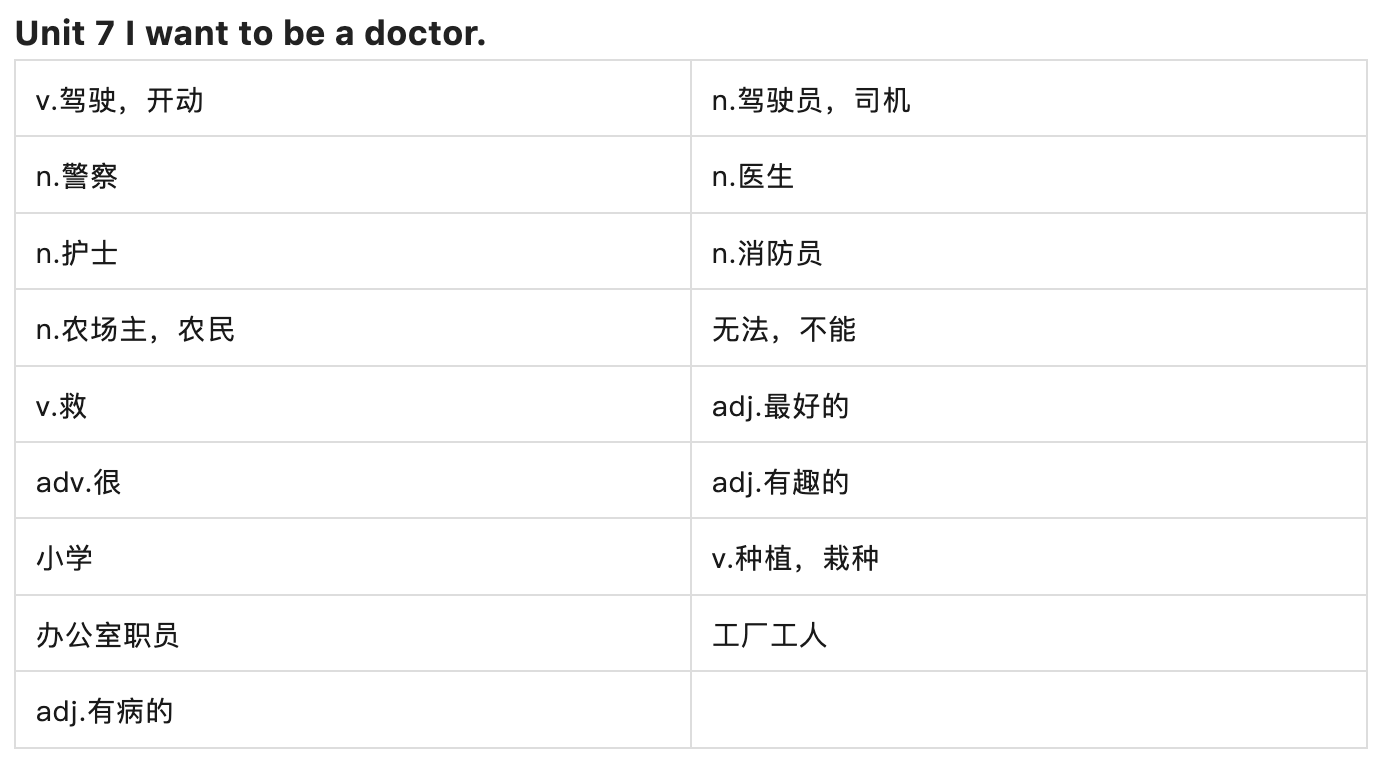 Unit 7 I want to be a doctor.
v.驾驶，开动
n.驾驶员，司机
n.警察
n.医生
n.护士
n.消防员
n.农场主，农民
无法，不能
v.救
adj.最好的
adv.很
adj.有趣的
小学
v.种植，栽种
办公室职员
工厂工人
adj.有病的